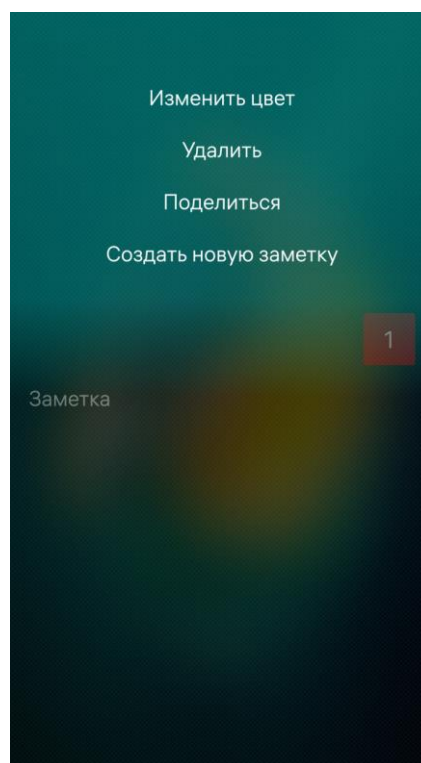 Изменить цвет
Удалить
Поделиться
Создать новую заметку
1
Заметка